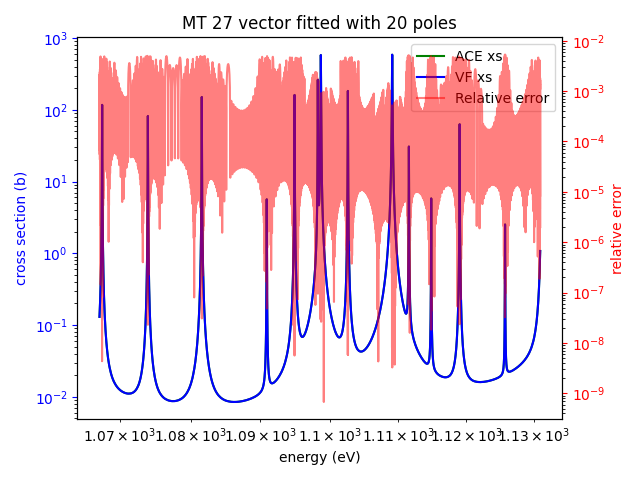 MT 27 vector fitted with 20 poles
ACE xs
VF xs
Relative error
10³
10²
10¹
10⁰
10⁻¹
10⁻²
cross section (b)
10⁻²
10⁻³
10⁻⁴
10⁻⁵
10⁻⁶
10⁻⁷
10⁻⁸
10⁻⁹
relative error
1.07 × 10³ 1.08 × 10³ 1.09 × 10³ 1.1 × 10³ 1.11 × 10³ 1.12 × 10³ 1.13 × 10³
energy (eV)